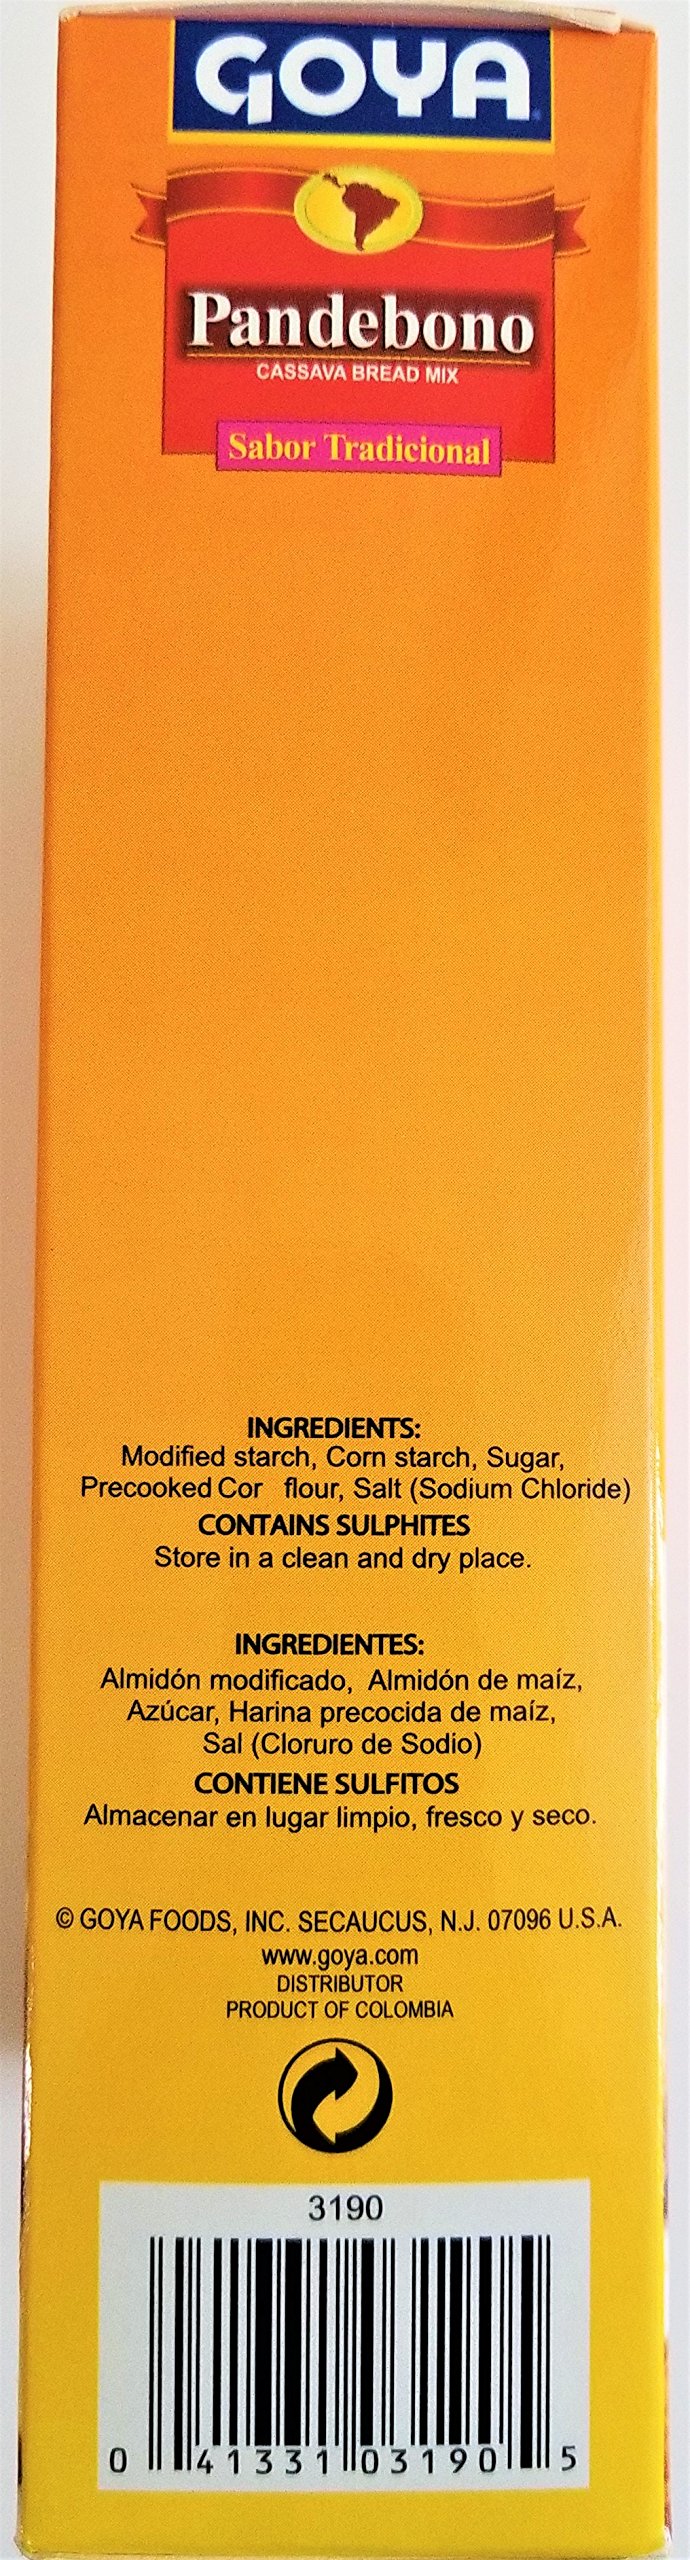 GOYA
Pandebono
CASSAVA BREAD MIX
Sabor Tradicional
INGREDIENTS:
Modified starch, Corn starch, Sugar,
Precooked Cor flour, Salt (Sodium Chloride)
CONTAINS SULPHITES
Store in a clean and dry place.
INGREDIENTES:
Almidón modificado, Almidón de maíz,
Azúcar, Harina precocida de maíz,
Sal (Cloruro de Sodio)
CONTIENE SULFITOS
Almacenar en lugar limpio, fresco y seco.
© GOYA FOODS, INC. SECAUCUS, N.J. 07096 U.S.A.
www.goya.com
DISTRIBUTOR
PRODUCT OF COLOMBIA
3190
0 41331 03190 5